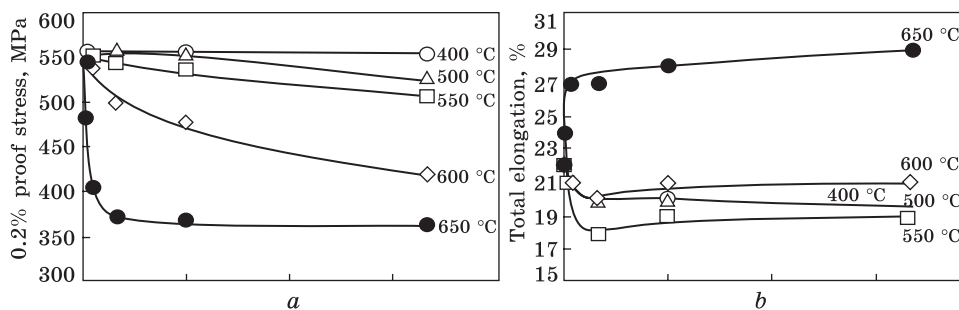 0.2% proof stress, MPa
600
550
500
450
400
350
300
400 °C
500 °C
550 °C
600 °C
650 °C
a
Total elongation, %
31
29
27
25
23
21
19
17
15
650 °C
600 °C
400 °C
500 °C
550 °C
b